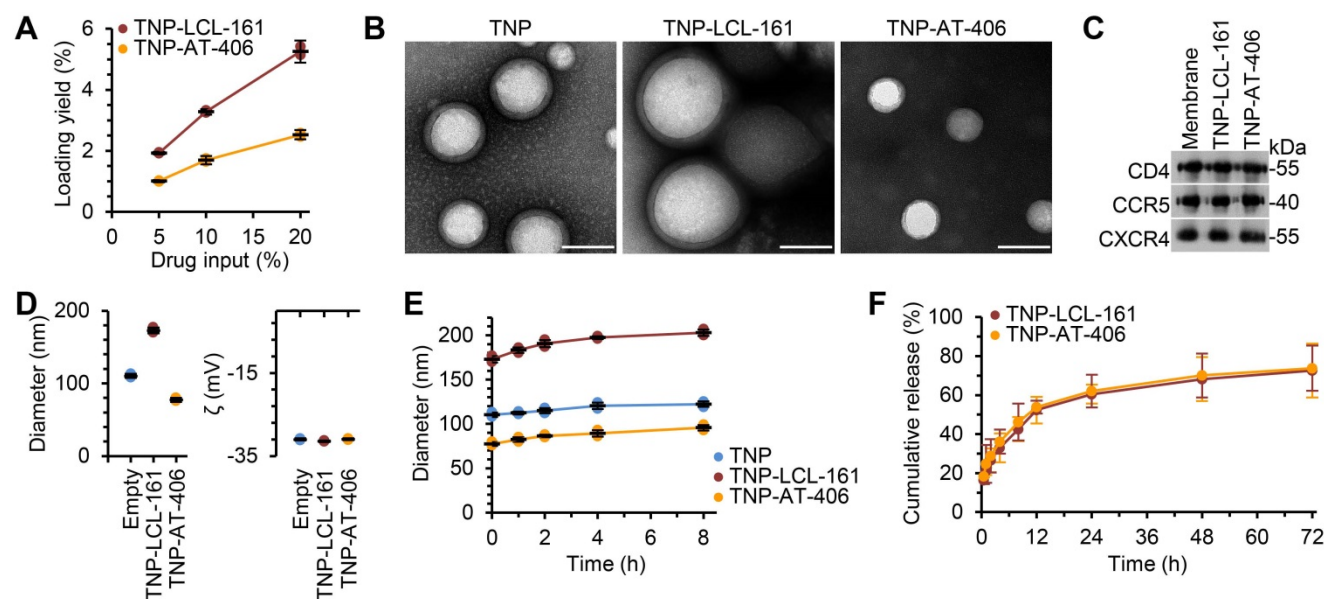 A
TNP-LCL-161
TNP-AT-406
Loading yield (%)
6
4
2
0
0 5 10 15 20
Drug input (%)
B
TNP TNP-LCL-161 TNP-AT-406
C
Membrane
TNP-LCL-161
TNP-AT-406
kDa
CD4 -55
CCR5 -40
CXCR4 -55
D
Diameter (nm)
200
100
0
Empty
TNP-LCL-161
TNP-AT-406
ζ (mV)
-15
-35
Empty
TNP-LCL-161
TNP-AT-406
E
Diameter (nm)
200
150
100
50
0
TNP
TNP-LCL-161
TNP-AT-406
0 2 4 6 8
Time (h)
F
TNP-LCL-161
TNP-AT-406
Cumulative release (%)
100
80
60
40
20
0
0 12 24 36 48 60 72
Time (h)